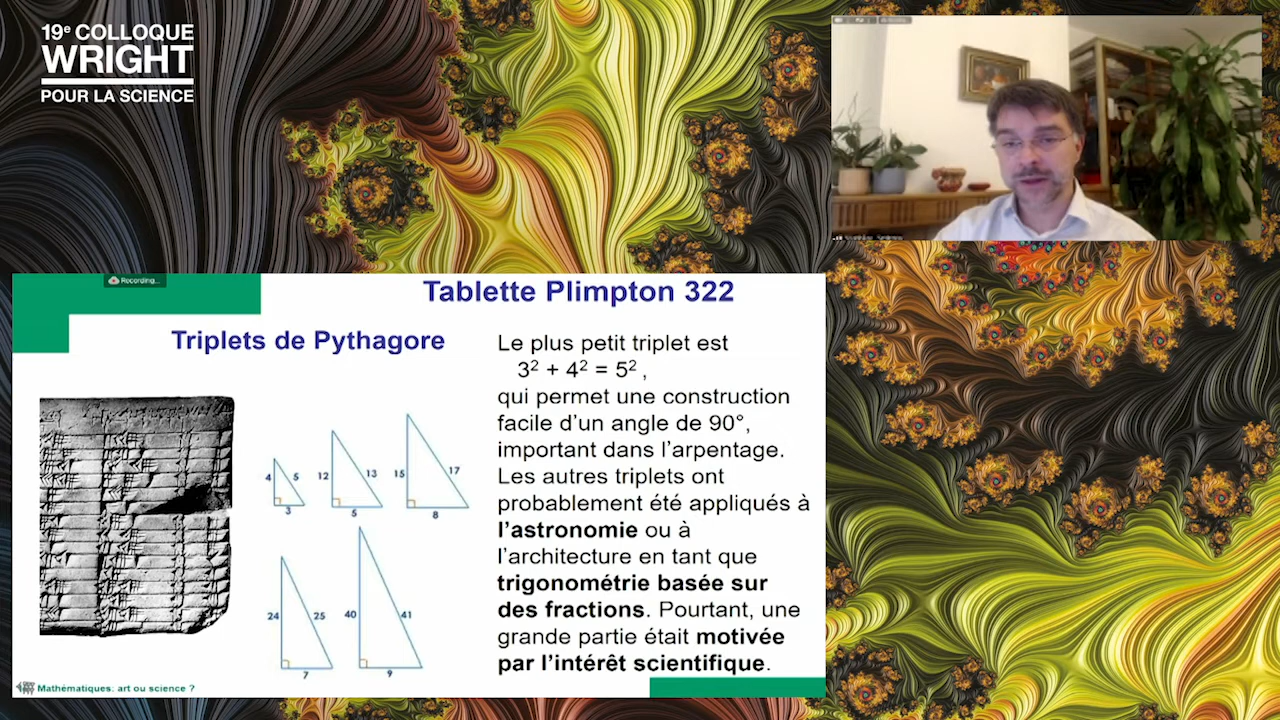 19e COLLOQUE
WRIGHT
POUR LA SCIENCE
Recording...
Tablette Plimpton 322
Triplets de Pythagore
Le plus petit triplet est
3² + 4² = 5² ,
qui permet une construction
facile d’un angle de 90°,
important dans l’arpentage.
Les autres triplets ont
probablement été appliqués à
l’astronomie ou à
l’architecture en tant que
trigonométrie basée sur
des fractions. Pourtant, une
grande partie était motivée
par l’intérêt scientifique.
4 5
3
12 13
5
15 17
8
24 25
7
40 41
9
Mathématiques: art ou science ?